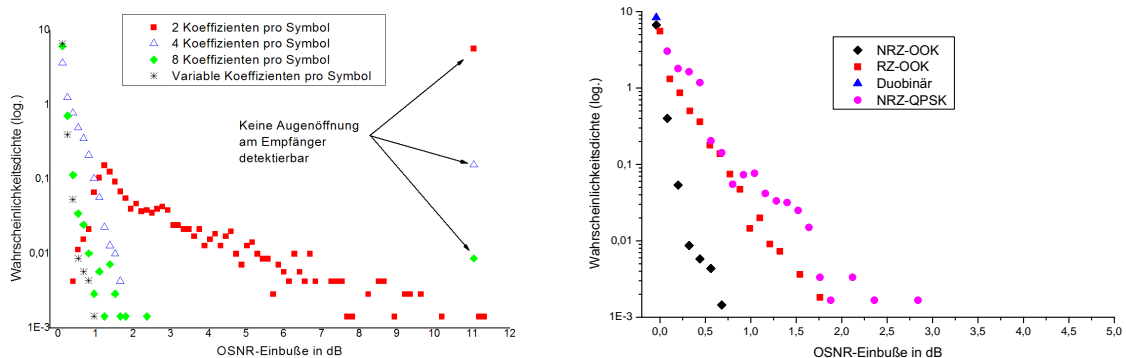 2 Koeffizienten pro Symbol
4 Koeffizienten pro Symbol
8 Koeffizienten pro Symbol
Variable Koeffizienten pro Symbol
Keine Augenöffnung
am Empfänger
detektierbar
Wahrscheinlichkeitsdichte (log.)
10
1
0,1
0,01
1E-3
0 1 2 3 4 5 6 7 8 9 10 11 12
OSNR-Einbuße in dB
NRZ-OOK
RZ-OOK
Duobinär
NRZ-QPSK
Wahrscheinlichkeitsdichte (log.)
10
1
0,1
0,01
1E-3
0,0 0,5 1,0 1,5 2,0 2,5 3,0 3,5 4,0 4,5 5,0
OSNR-Einbuße in dB